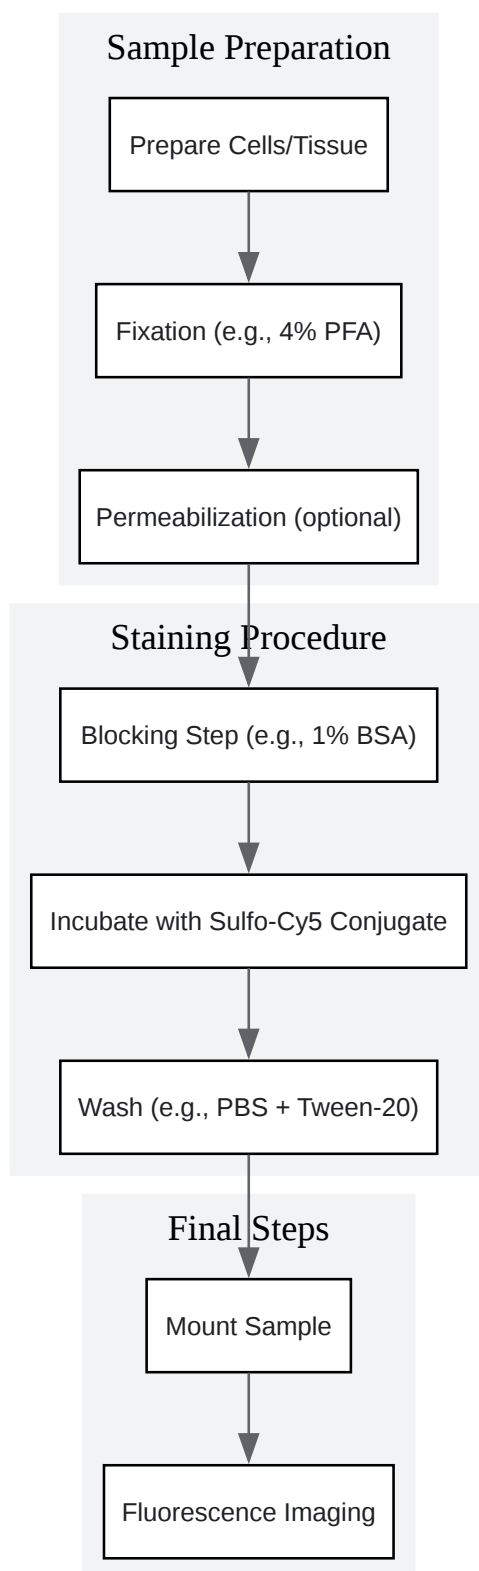 Sample Preparation
Prepare Cells/Tissue
Fixation (e.g., 4% PFA)
Permeabilization (optional)
Staining Procedure
Blocking Step (e.g., 1% BSA)
Incubate with Sulfo-Cy5 Conjugate
Wash (e.g., PBS + Tween-20)
Final Steps
Mount Sample
Fluorescence Imaging